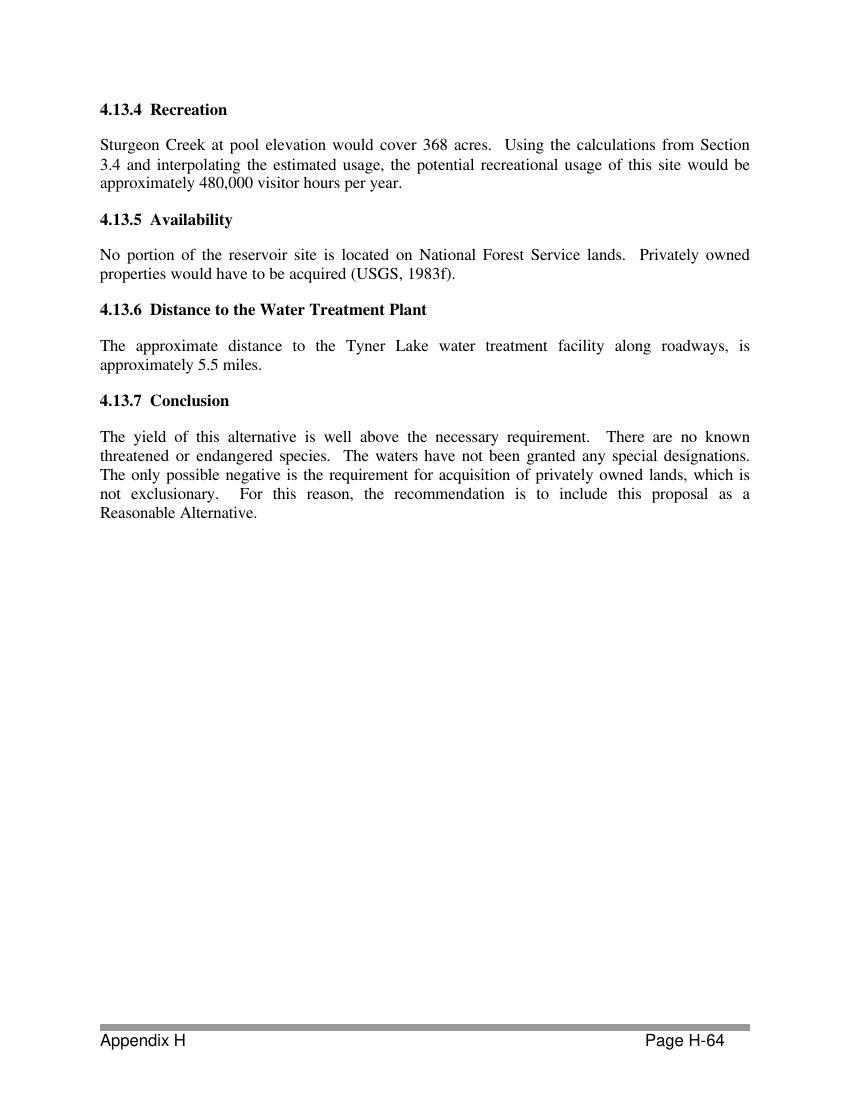 4.13.4 Recreation
Sturgeon Creek at pool elevation would cover 368 acres. Using the calculations from Section
3.4 and interpolating the estimated usage, the potential recreational usage of this site would be
approximately 480,000 visitor hours per year.
4.13.5 Availability
No portion of the reservoir site is located on National Forest Service lands. Privately owned
properties would have to be acquired (USGS, 1983f).
4.13.6 Distance to the Water Treatment Plant
The approximate distance to the Tyner Lake water treatment facility along roadways, is
approximately 5.5 miles.
4.13.7 Conclusion
The yield of this alternative is well above the necessary requirement. There are no known
threatened or endangered species. The waters have not been granted any special designations.
The only possible negative is the requirement for acquisition of privately owned lands, which is
not exclusionary. For this reason, the recommendation is to include this proposal as a
Reasonable Alternative.
Appendix H Page H-64